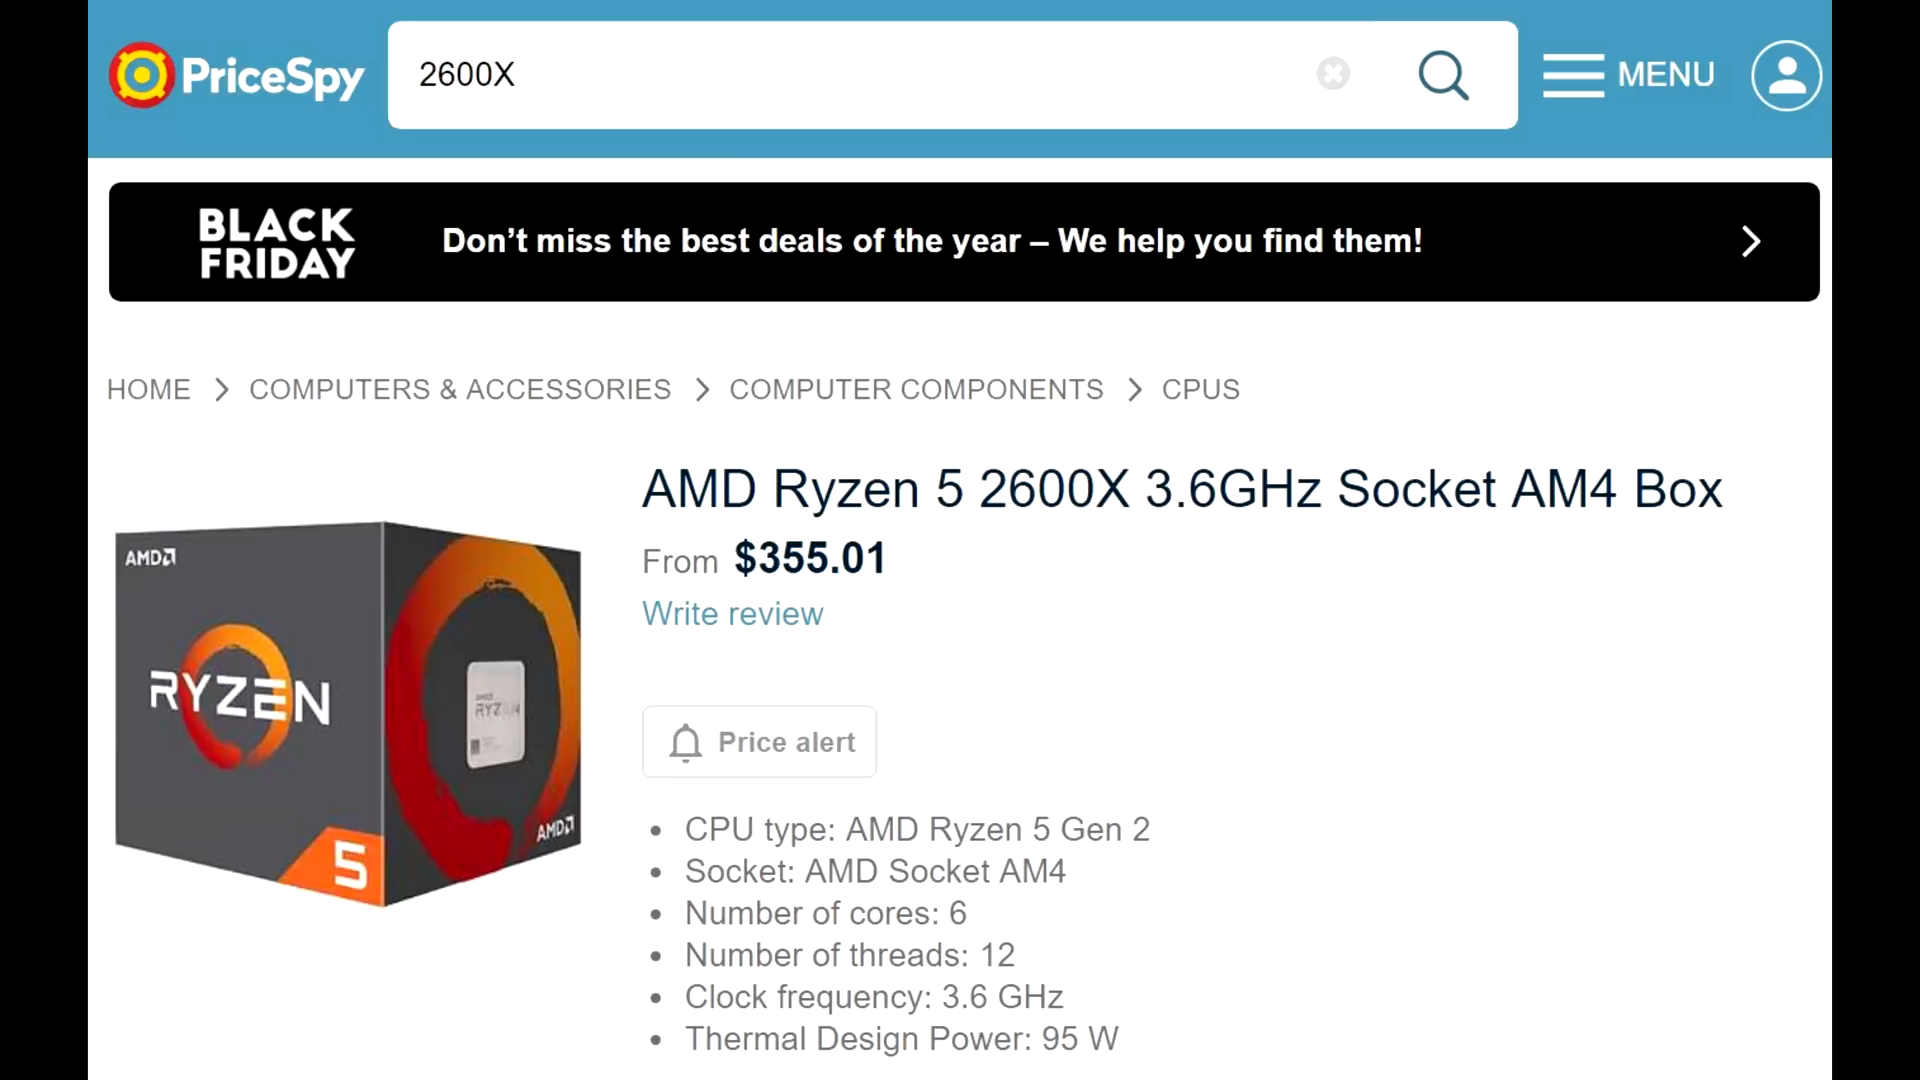 PriceSpy
2600X
MENU
BLACK
FRIDAY
Don’t miss the best deals of the year – We help you find them!
HOME > COMPUTERS & ACCESSORIES > COMPUTER COMPONENTS > CPUS
AMD Ryzen 5 2600X 3.6GHz Socket AM4 Box
From $355.01
Write review
AMD
RYZEN
5
RYZEN
AMD
Price alert
• CPU type: AMD Ryzen 5 Gen 2
• Socket: AMD Socket AM4
• Number of cores: 6
• Number of threads: 12
• Clock frequency: 3.6 GHz
• Thermal Design Power: 95 W